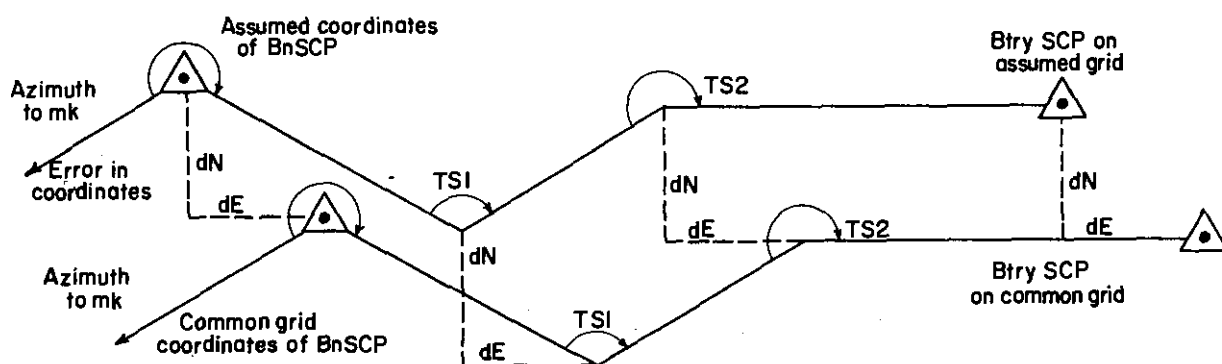 Assumed coordinates
of BnSCP
Azimuth
to mk
Error in
coordinates
dN
dE
TS1
TS2
dN
dE
Btry SCP on
assumed grid
dN
dE
Azimuth
to mk
Common grid
coordinates of BnSCP
dN
dE
TS1
TS2
Btry SCP
on common grid